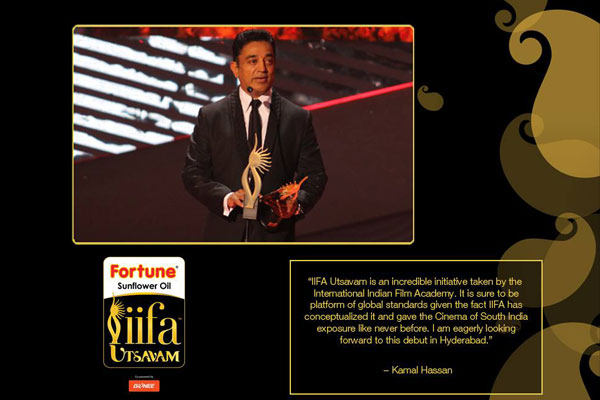 Fortune
Sunflower Oil
iifa
UTSAVAM
"IIFA Utsavam is an incredible initiative taken by the
International Indian Film Academy. It is sure to be
platform of global standards given the fact IIFA has
conceptualized it and gave the Cinema of South India
exposure like never before. I am eagerly looking
forward to this debut in Hyderabad."
– Kamal Hassan